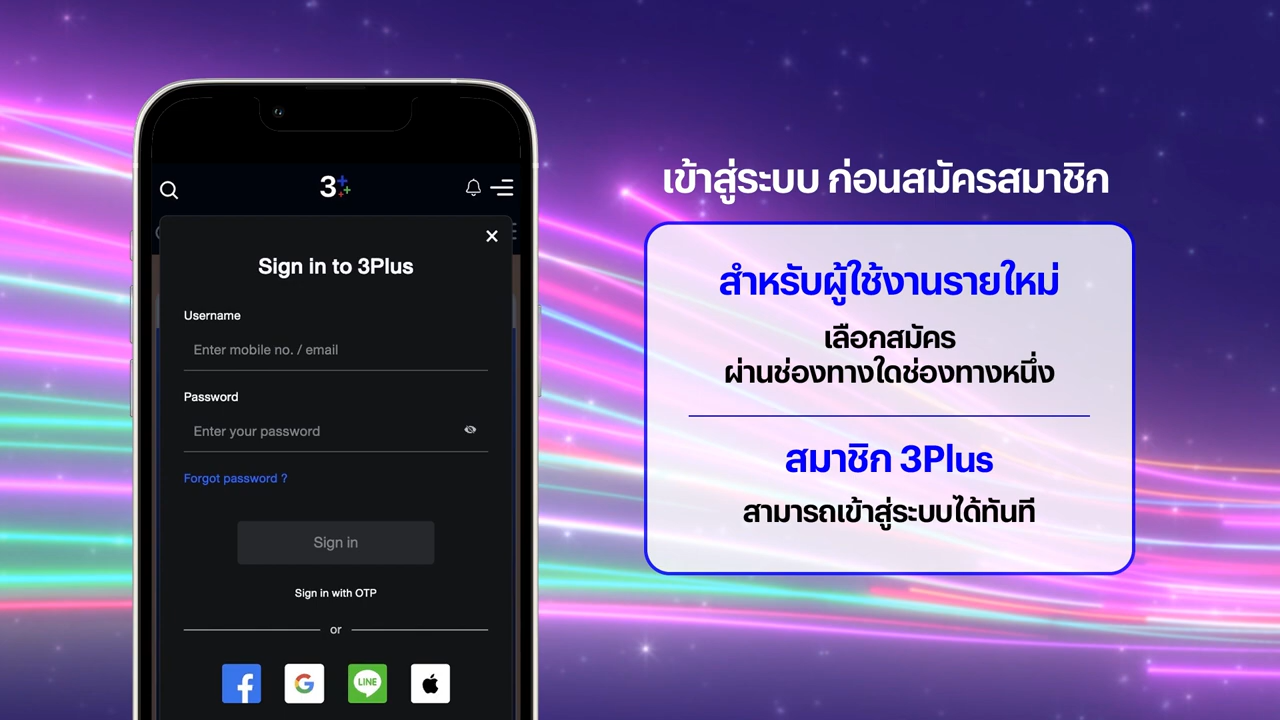 3+
Sign in to 3Plus
Username
Enter mobile no. / email
Password
Enter your password
Forgot password ?
Sign in
Sign in with OTP
or
LINE
เข้าสู่ระบบ ก่อนสมัครสมาชิก
สำหรับผู้ใช้งานรายใหม่
เลือกสมัคร
ผ่านช่องทางใดช่องทางหนึ่ง
สมาชิก 3Plus
สามารถเข้าสู่ระบบได้ทันที